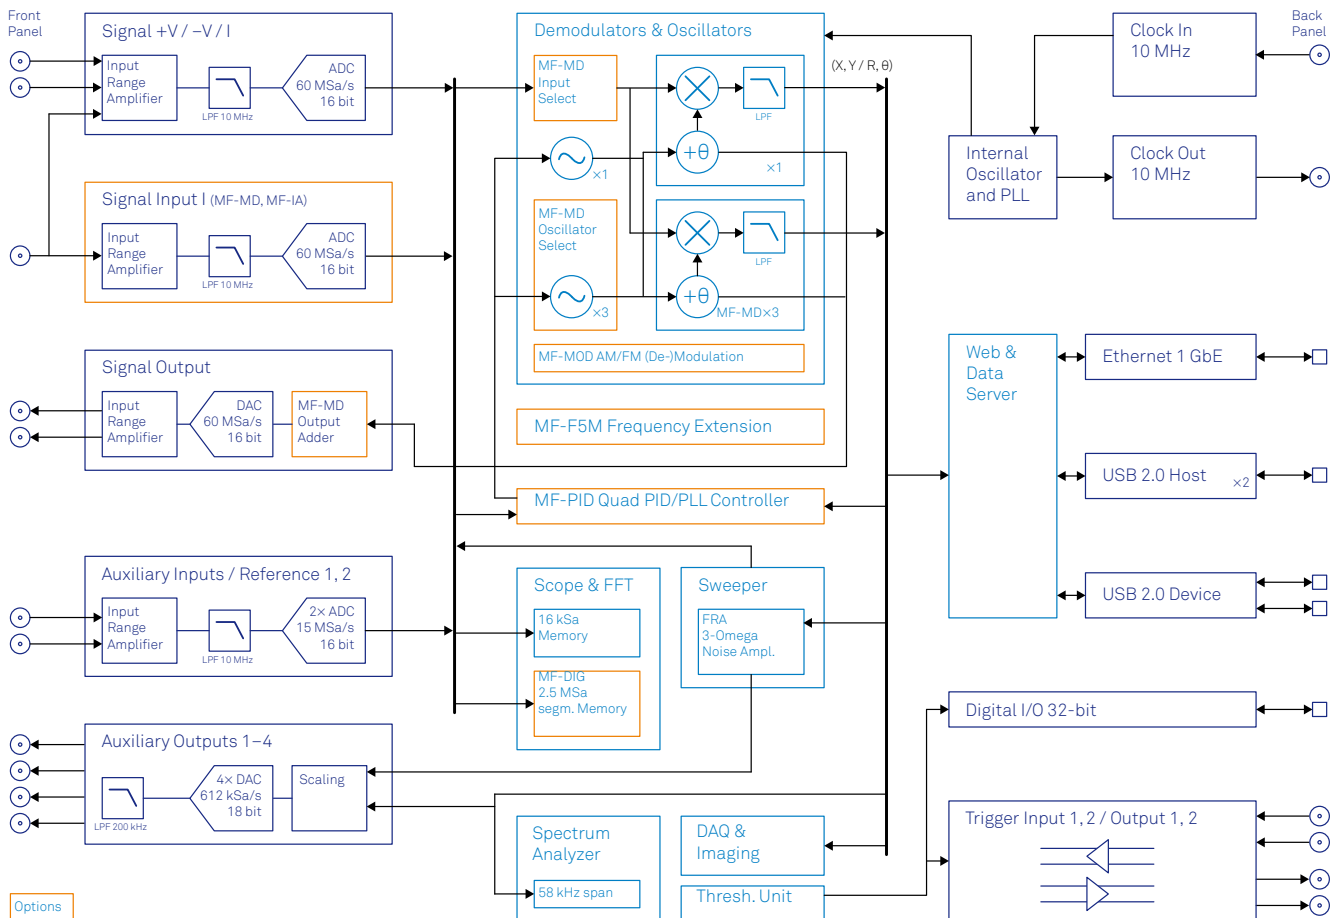 Front
Panel
Signal +V / –V / I
Input
Range
Amplifier
LPF 10 MHz
ADC
60 MSa/s
16 bit
Signal Input I (MF-MD, MF-IA)
Input
Range
Amplifier
LPF 10 MHz
ADC
60 MSa/s
16 bit
Signal Output
Input
Range
Amplifier
DAC
60 MSa/s
16 bit
MF-MD
Output
Adder
Auxiliary Inputs / Reference 1, 2
Input
Range
Amplifier
LPF 10 MHz
2× ADC
15 MSa/s
16 bit
Auxiliary Outputs 1–4
LPF 200 kHz
4× DAC
612 kSa/s
18 bit
Scaling
Options
Demodulators & Oscillators
MF-MD
Input
Select
×1
LPF
+θ
×1
(X, Y / R, θ)
MF-MD
Oscillator
Select
×3
LPF
+θ
MF-MD×3
MF-MOD AM/FM (De-)Modulation
MF-F5M Frequency Extension
MF-PID Quad PID/PLL Controller
Scope & FFT
16 kSa
Memory
MF-DIG
2.5 MSa
segm. Memory
Sweeper
FRA
3-Omega
Noise Ampl.
Spectrum
Analyzer
58 kHz span
DAQ &
Imaging
Thresh. Unit
Back
Panel
Clock In
10 MHz
Internal
Oscillator
and PLL
Clock Out
10 MHz
Web &
Data
Server
Ethernet 1 GbE
USB 2.0 Host
×2
USB 2.0 Device
Digital I/O 32-bit
Trigger Input 1, 2 / Output 1, 2